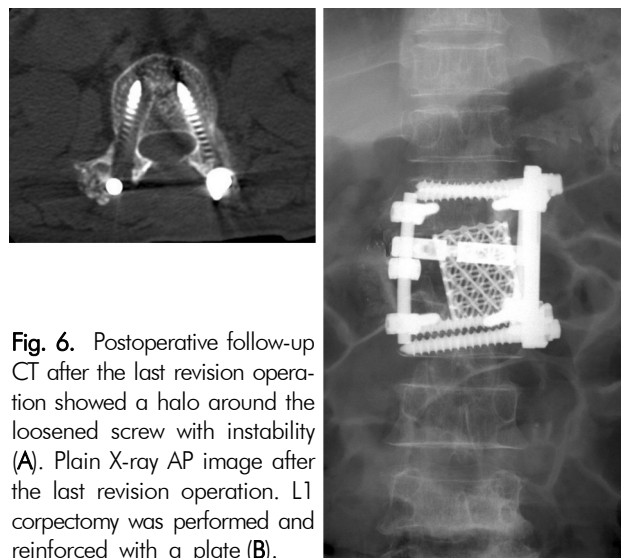 Fig. 6. Postoperative follow-up
CT after the last revision opera-
tion showed a halo around the
loosened screw with instability
(A). Plain X-ray AP image after
the last revision operation. L1
corpectomy was performed and
reinforced with a plate (B).